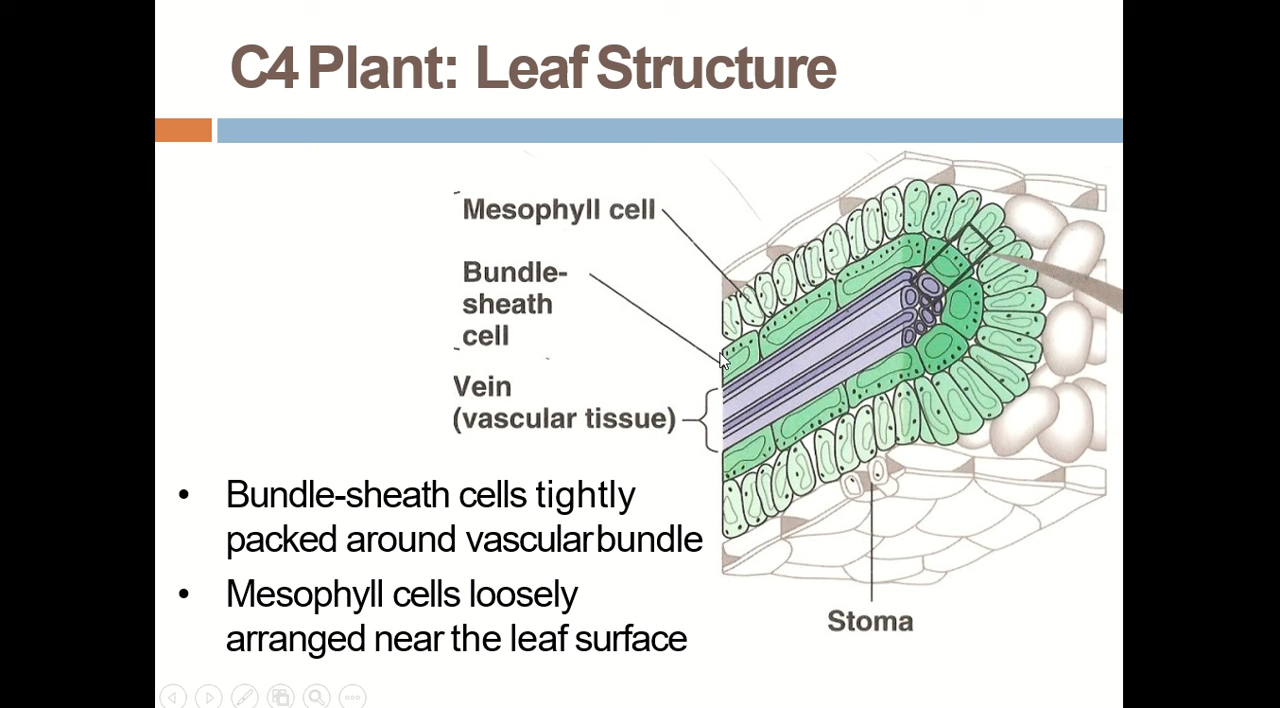 C4 Plant: Leaf Structure
Mesophyll cell
Bundle-
sheath
cell
Vein
(vascular tissue)
• Bundle-sheath cells tightly
packed around vascular bundle
• Mesophyll cells loosely
arranged near the leaf surface
Stoma